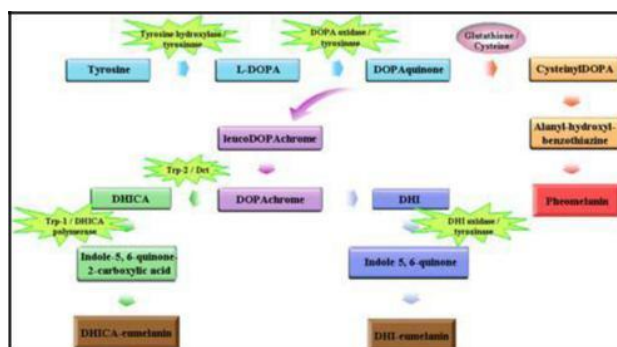 Tyrosine hydroxylase /
tyrosinase
DOPA oxidase /
tyrosinase
Glutathione /
Cysteine
Tyrosine
L-DOPA
DOPAquinone
CysteinylDOPA
leucoDOPAchrome
Alanyl-hydroxyl-
benzothiazine
Trp-2 / Dct
DHICA
DOPAchrome
DHI
Pheomelanin
Trp-1 / DHICA
polymerase
DHI oxidase /
tyrosinase
Indole-5, 6-quinone-
2-carboxylic acid
Indole 5, 6-quinone
DHICA-eumelanin
DHI-eumelanin